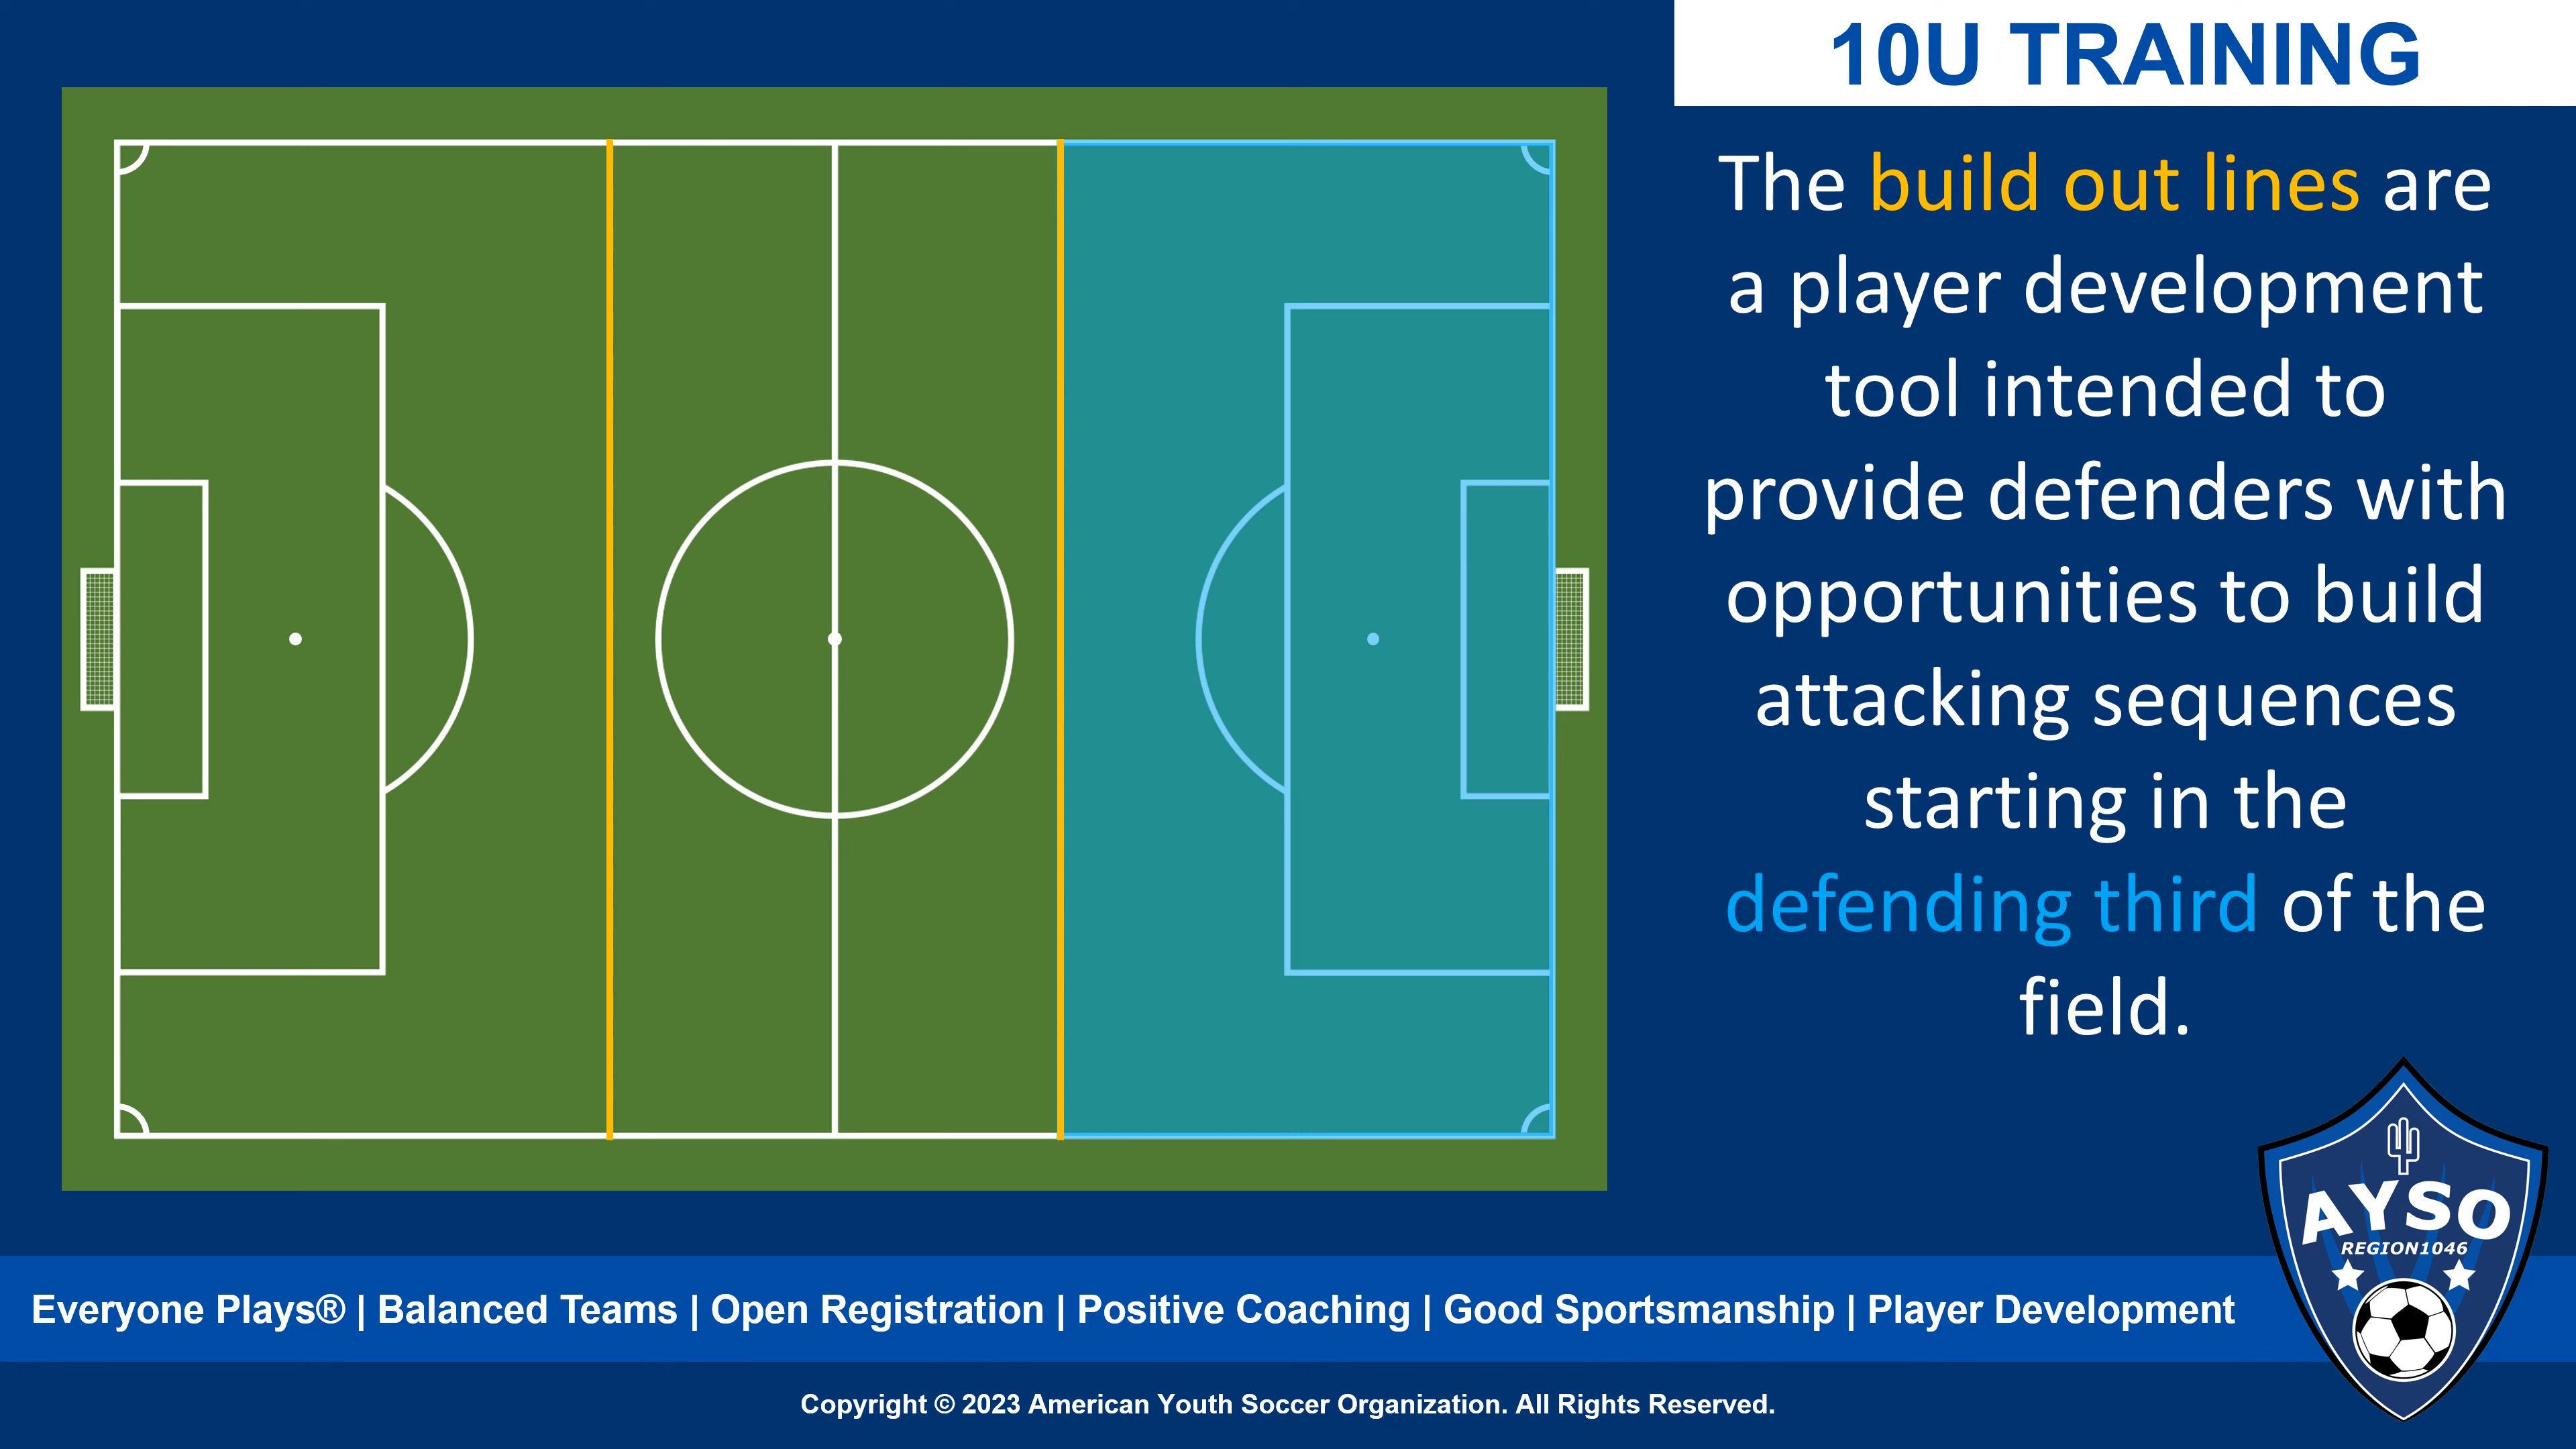 10U TRAINING
The build out lines are
a player development
tool intended to
provide defenders with
opportunities to build
attacking sequences
starting in the
defending third of the
field.
AYSO
REGION1046
Everyone Plays® | Balanced Teams | Open Registration | Positive Coaching | Good Sportsmanship | Player Development
Copyright © 2023 American Youth Soccer Organization. All Rights Reserved.